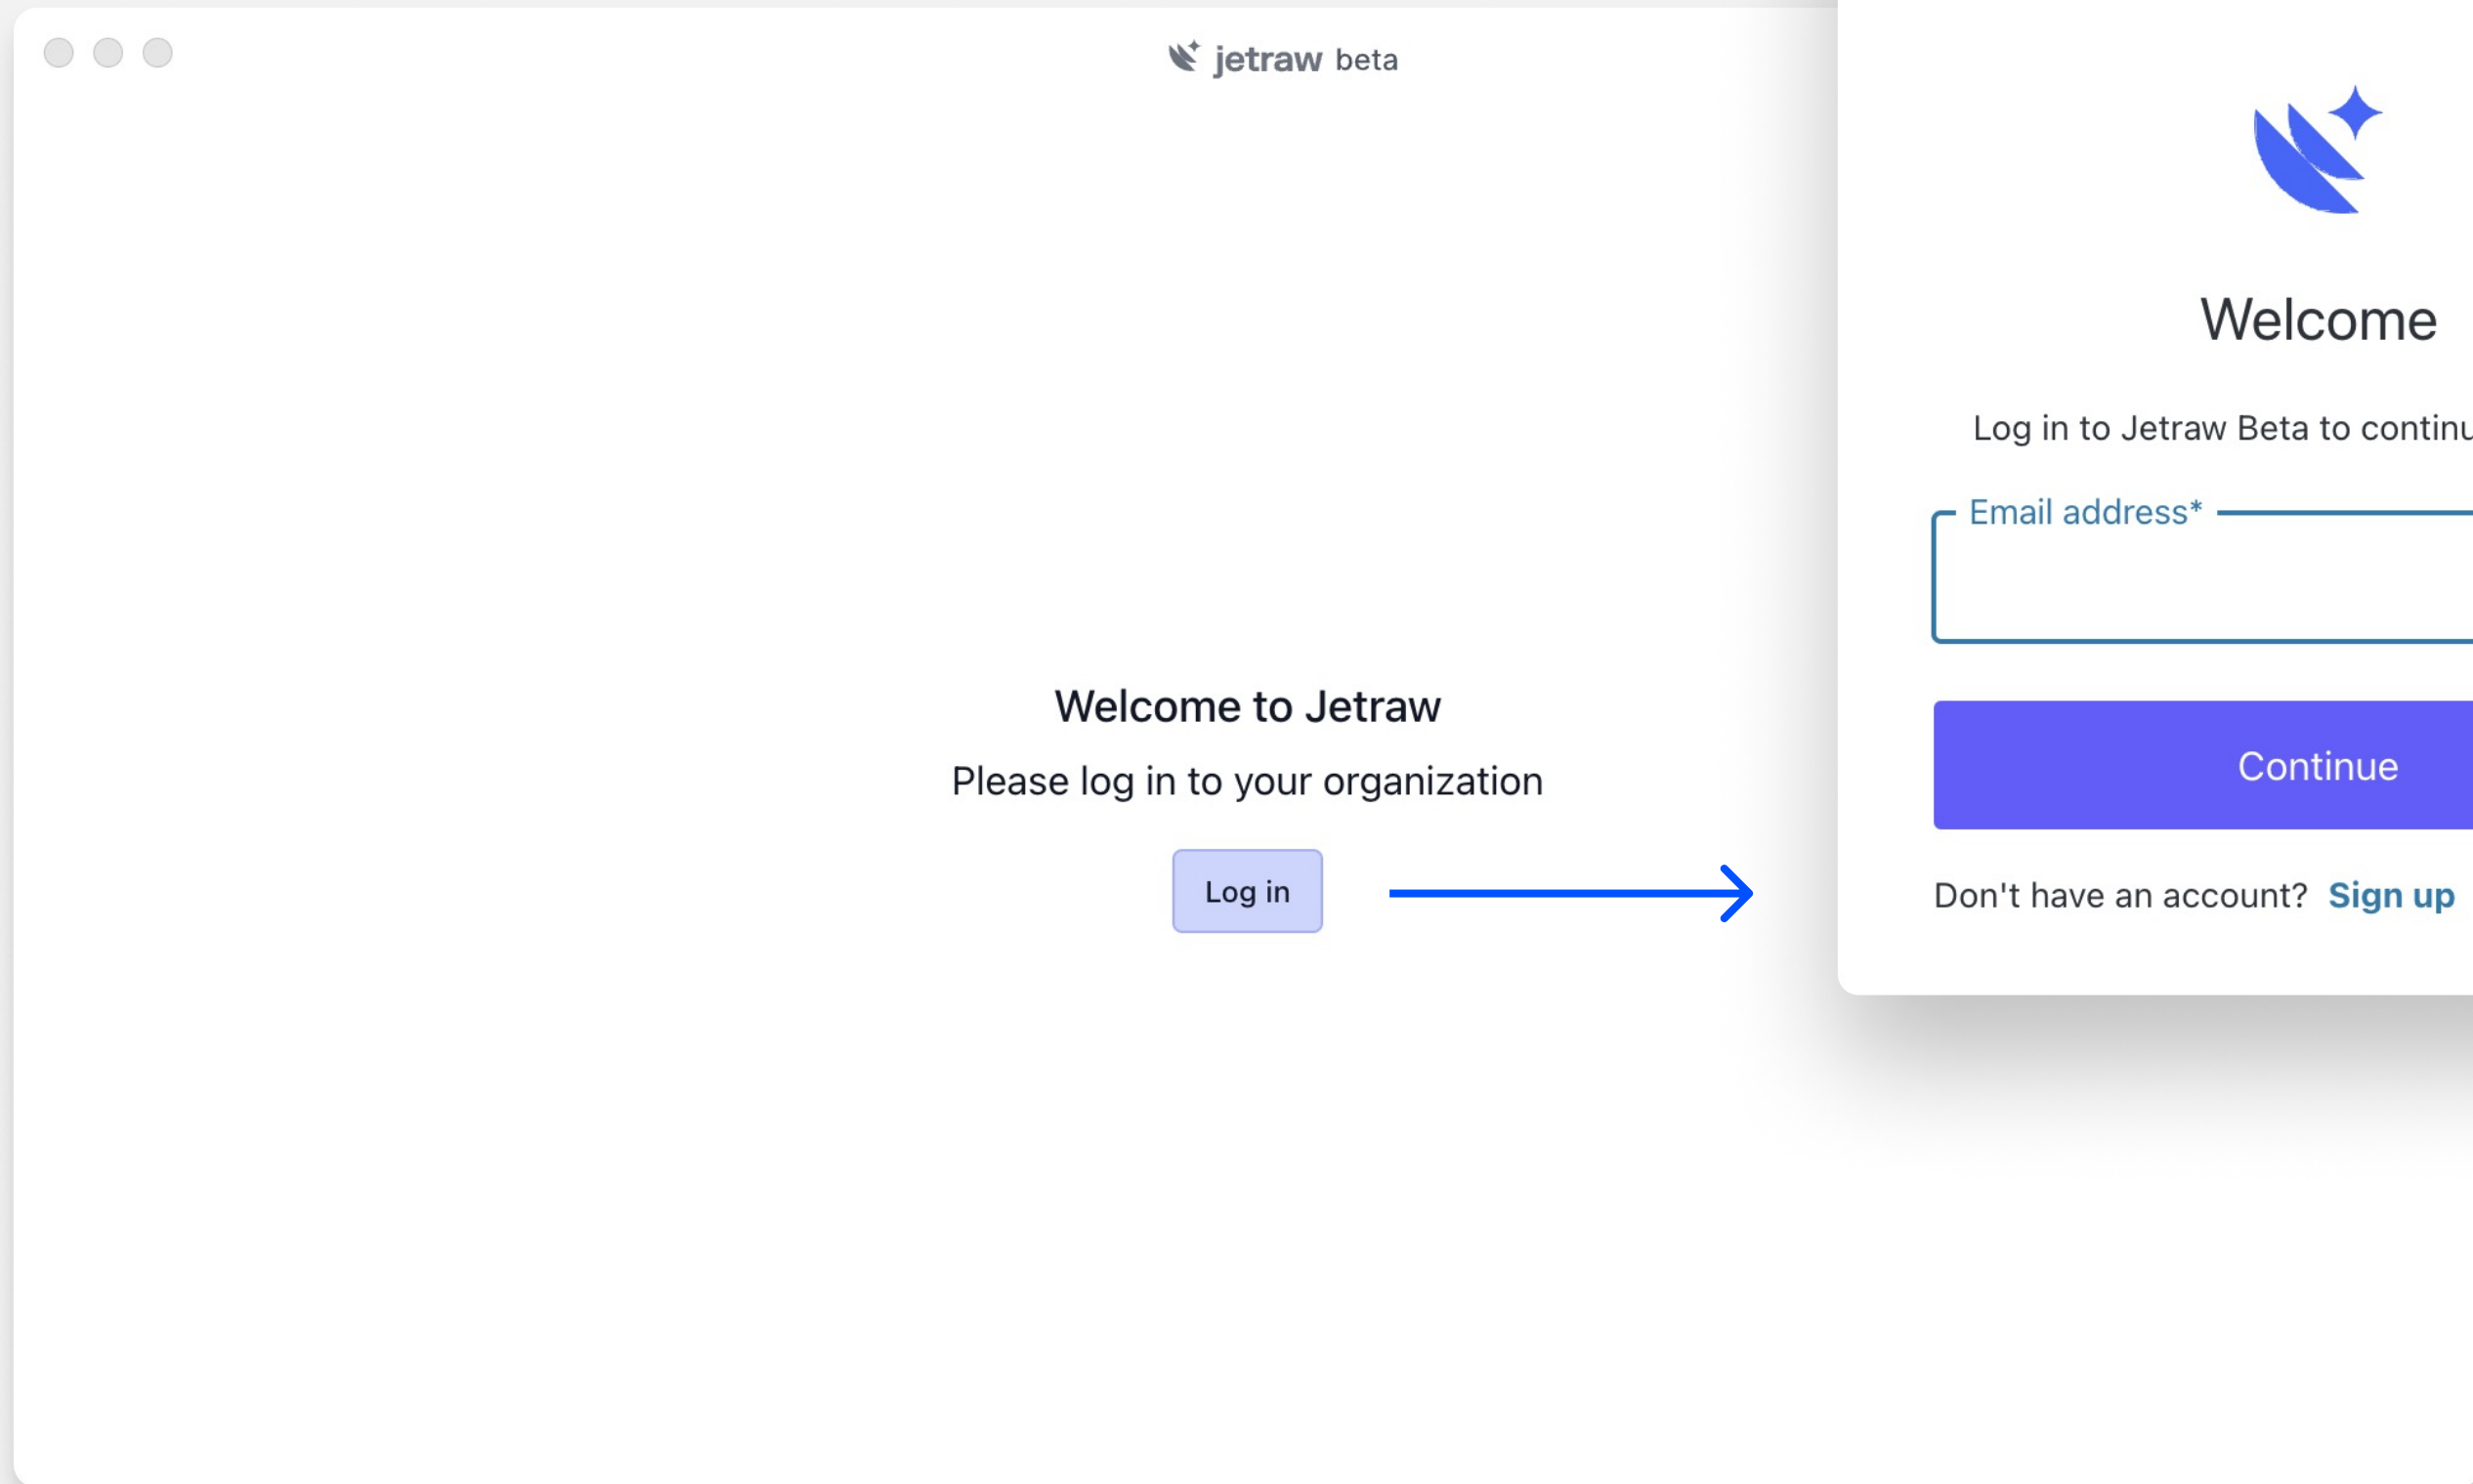 jetraw beta
Welcome to Jetraw
Please log in to your organization
Log in
Welcome
Log in to Jetraw Beta to
Email address*
Continue
Don't have an account? Sign up